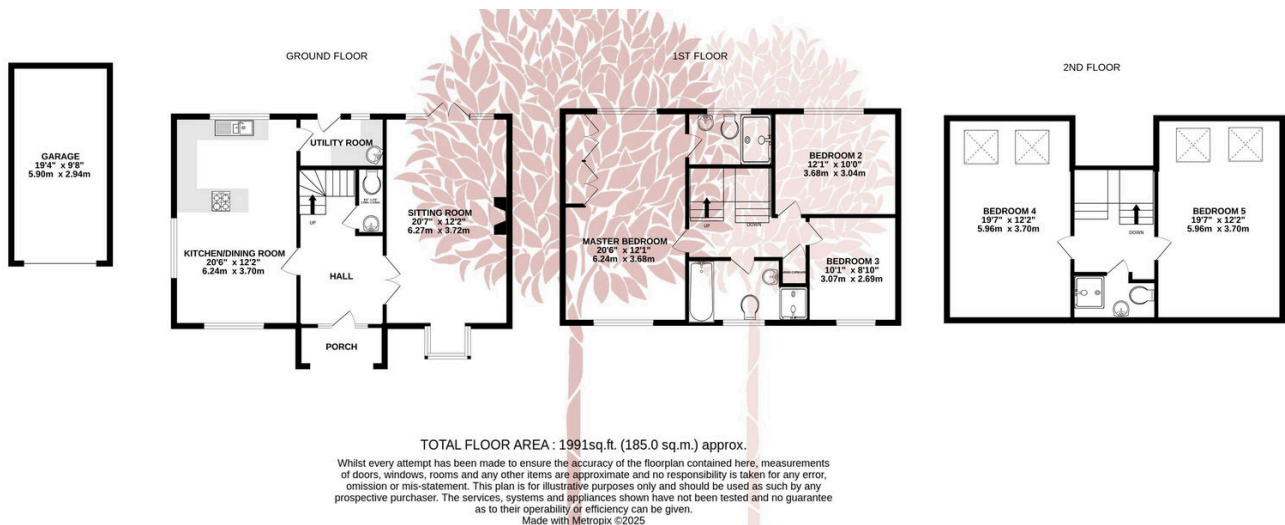 GROUND FLOOR
GARAGE
19'4" x 9'8"
5.90m x 2.94m
UTILITY ROOM
UP
SITTING ROOM
20'7" x 12'2"
6.27m x 3.72m
KITCHEN/DINING ROOM
20'6" x 12'2"
6.24m x 3.70m
HALL
PORCH
1ST FLOOR
BEDROOM 2
12'1" x 10'0"
3.68m x 3.04m
UP
DOWN
MASTER BEDROOM
20'6" x 12'1"
6.24m x 3.68m
BEDROOM 3
10'1" x 8'10"
3.07m x 2.69m
2ND FLOOR
BEDROOM 4
19'7" x 12'2"
5.96m x 3.70m
DOWN
BEDROOM 5
19'7" x 12'2"
5.96m x 3.70m
TOTAL FLOOR AREA : 1991sq.ft. (185.0 sq.m.) approx.
Whilst every attempt has been made to ensure the accuracy of the floorplan contained here, measurements
of doors, windows, rooms and any other items are approximate and no responsibility is taken for any error,
omission or mis-statement. This plan is for illustrative purposes only and should be used as such by any
prospective purchaser. The services, systems and appliances shown have not been tested and no guarantee
as to their operability or efficiency can be given.
Made with Metropix ©2025